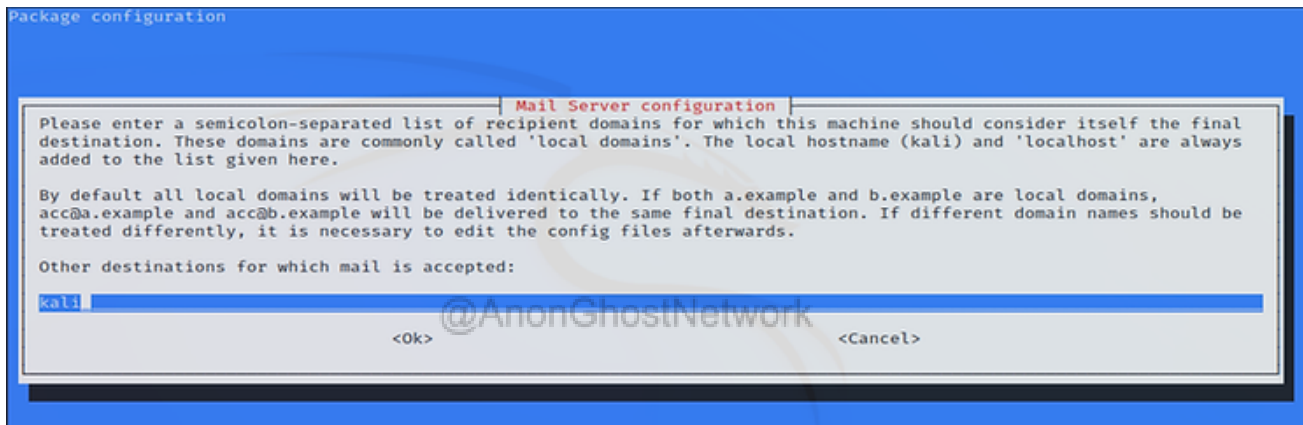 Package configuration
Mail Server configuration
Please enter a semicolon-separated list of recipient domains for which this machine should consider itself the final
destination. These domains are commonly called 'local domains'. The local hostname (kali) and 'localhost' are always
added to the list given here.
By default all local domains will be treated identically. If both a.example and b.example are local domains,
acc@a.example and acc@b.example will be delivered to the same final destination. If different domain names should be
treated differently, it is necessary to edit the config files afterwards.
Other destinations for which mail is accepted:
kali
@AnonGhostNetwork
<Ok> <Cancel>